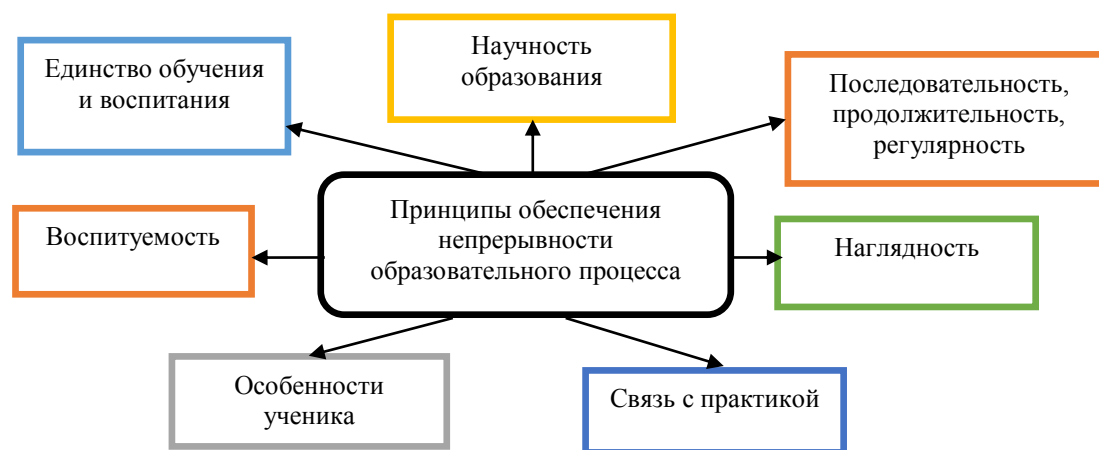 Единство обучения
и воспитания
Научность
образования
Последовательность,
продолжительность,
регулярность
Воспитуемость
Принципы обеспечения
непрерывности
образовательного процесса
Наглядность
Особенности
ученика
Связь с практикой